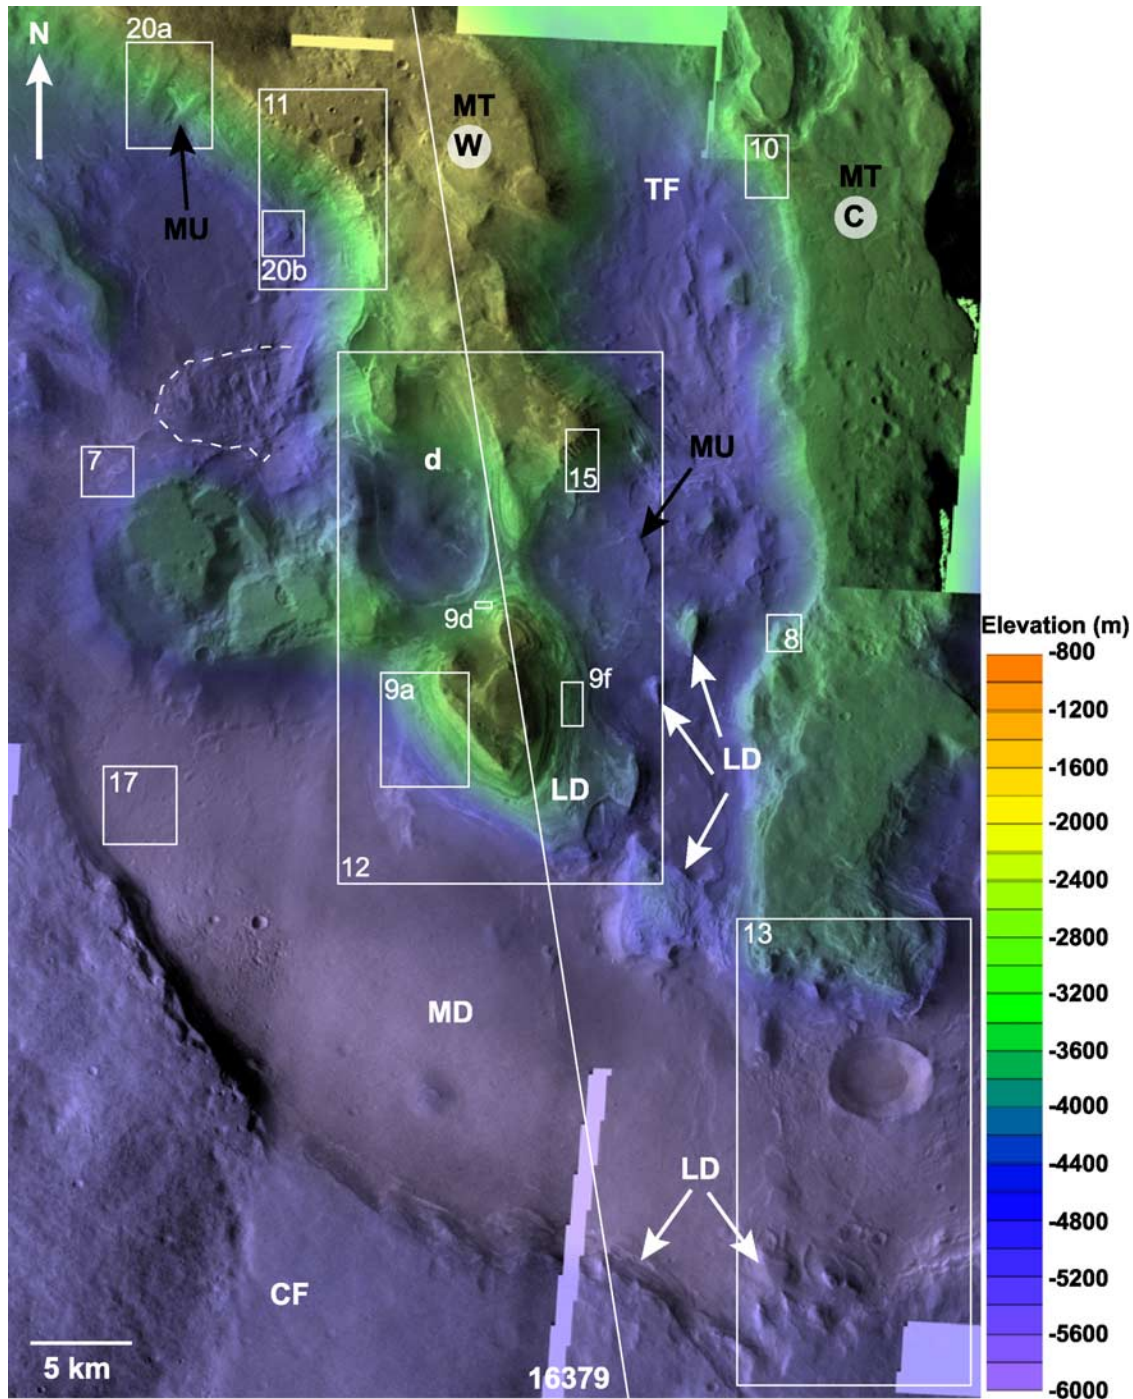 20a
N
11
MT
W
10
MT
C
TF
MU
20b
d
MU
7
15
9d
8
Elevation (m)
-800
-1200
-1600
-2000
-2400
-2800
-3200
-3600
-4000
-4400
-4800
-5200
-5600
-6000
9a
9f
LD
LD
17
12
13
MD
LD
CF
5 km
16379